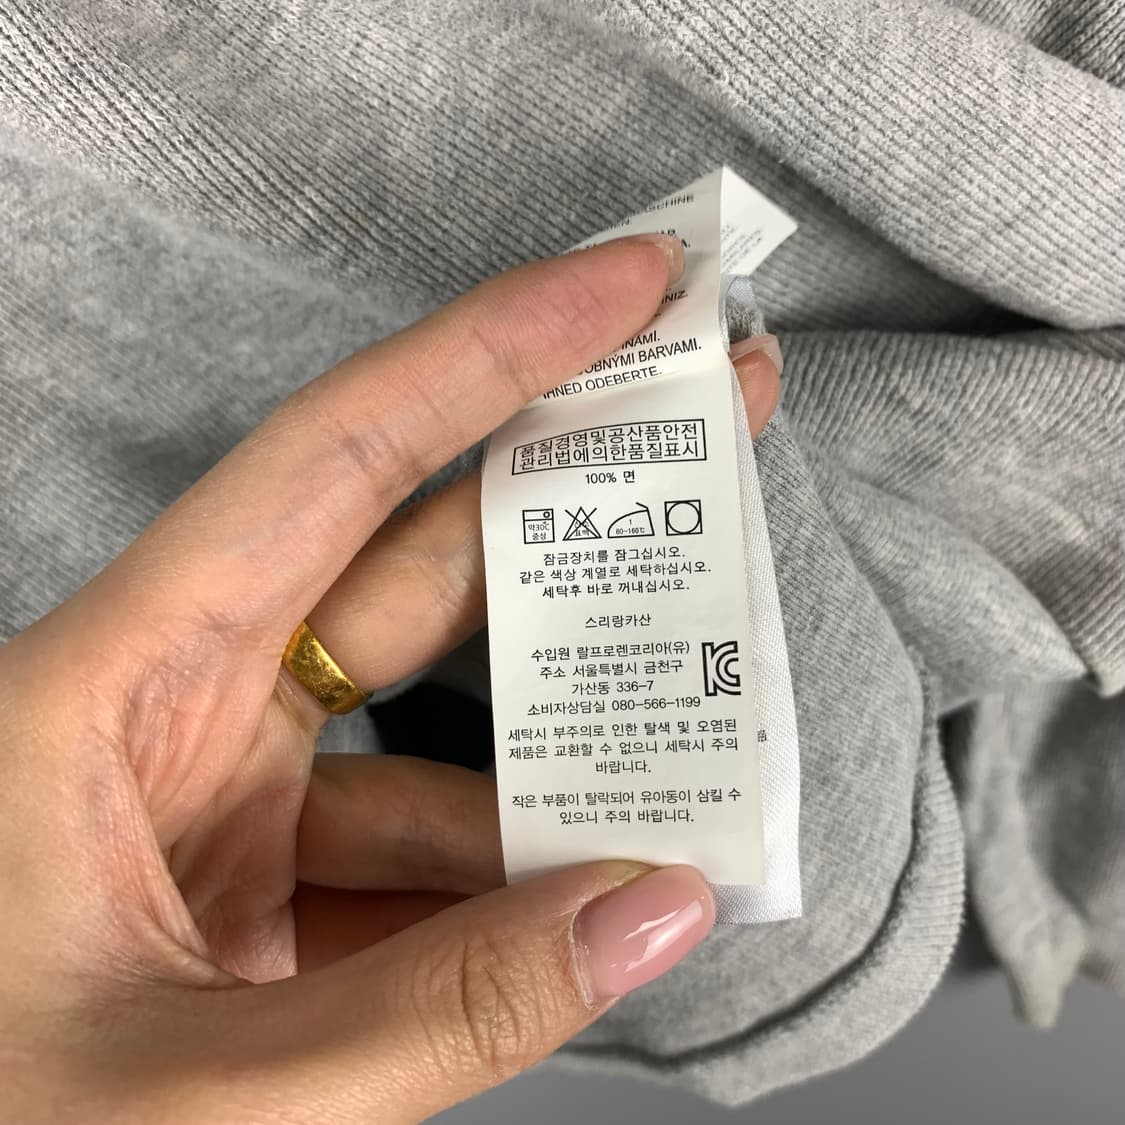 INAMI.
OBNÝMI BARVAMI.
IHNED ODEBERTE.
품질경영및공산품안전
관리법에의한품질표시
100% 면
약30℃
중성
표백
1
80-160℃
잠금장치를 잠그십시오.
같은 색상 계열로 세탁하십시오.
세탁후 바로 꺼내십시오.
스리랑카산
수입원 랄프로렌코리아(유)
주소 서울특별시 금천구
가산동 336-7
소비자상담실 080-566-1199
세탁시 부주의로 인한 탈색 및 오염된
제품은 교환할 수 없으니 세탁시 주의
바랍니다.
작은 부품이 탈락되어 유아동이 삼킬 수
있으니 주의 바랍니다.